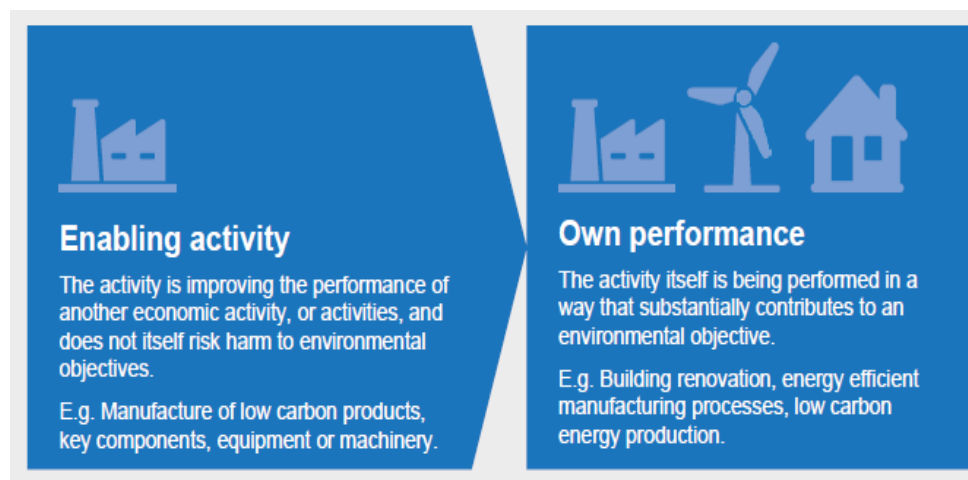 Enabling activity
The activity is improving the performance of
another economic activity, or activities, and
does not itself risk harm to environmental
objectives.
E.g. Manufacture of low carbon products,
key components, equipment or machinery.
Own performance
The activity itself is being performed in a
way that substantially contributes to an
environmental objective.
E.g. Building renovation, energy efficient
manufacturing processes, low carbon
energy production.